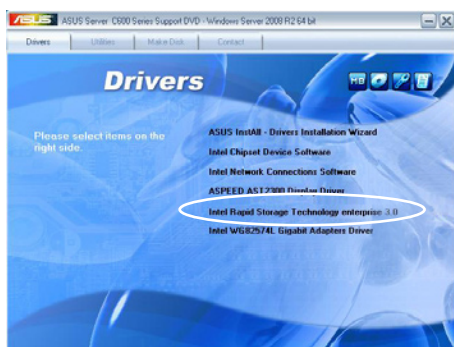 ASUS
ASUS Server C600 Series Support DVD - Windows Server 2008 R2 64 bit
Drivers
Utilities
Make Disk
Contact
Drivers
Please select items on the
right side.
ASUS InstAll - Drivers Installation Wizard
Intel Chipset Device Software
Intel Network Connections Software
ASPEED AST2300 Display Driver
Intel Rapid Storage Technology enterprise 3.0
Intel WG82574L Gigabit Adapters Driver